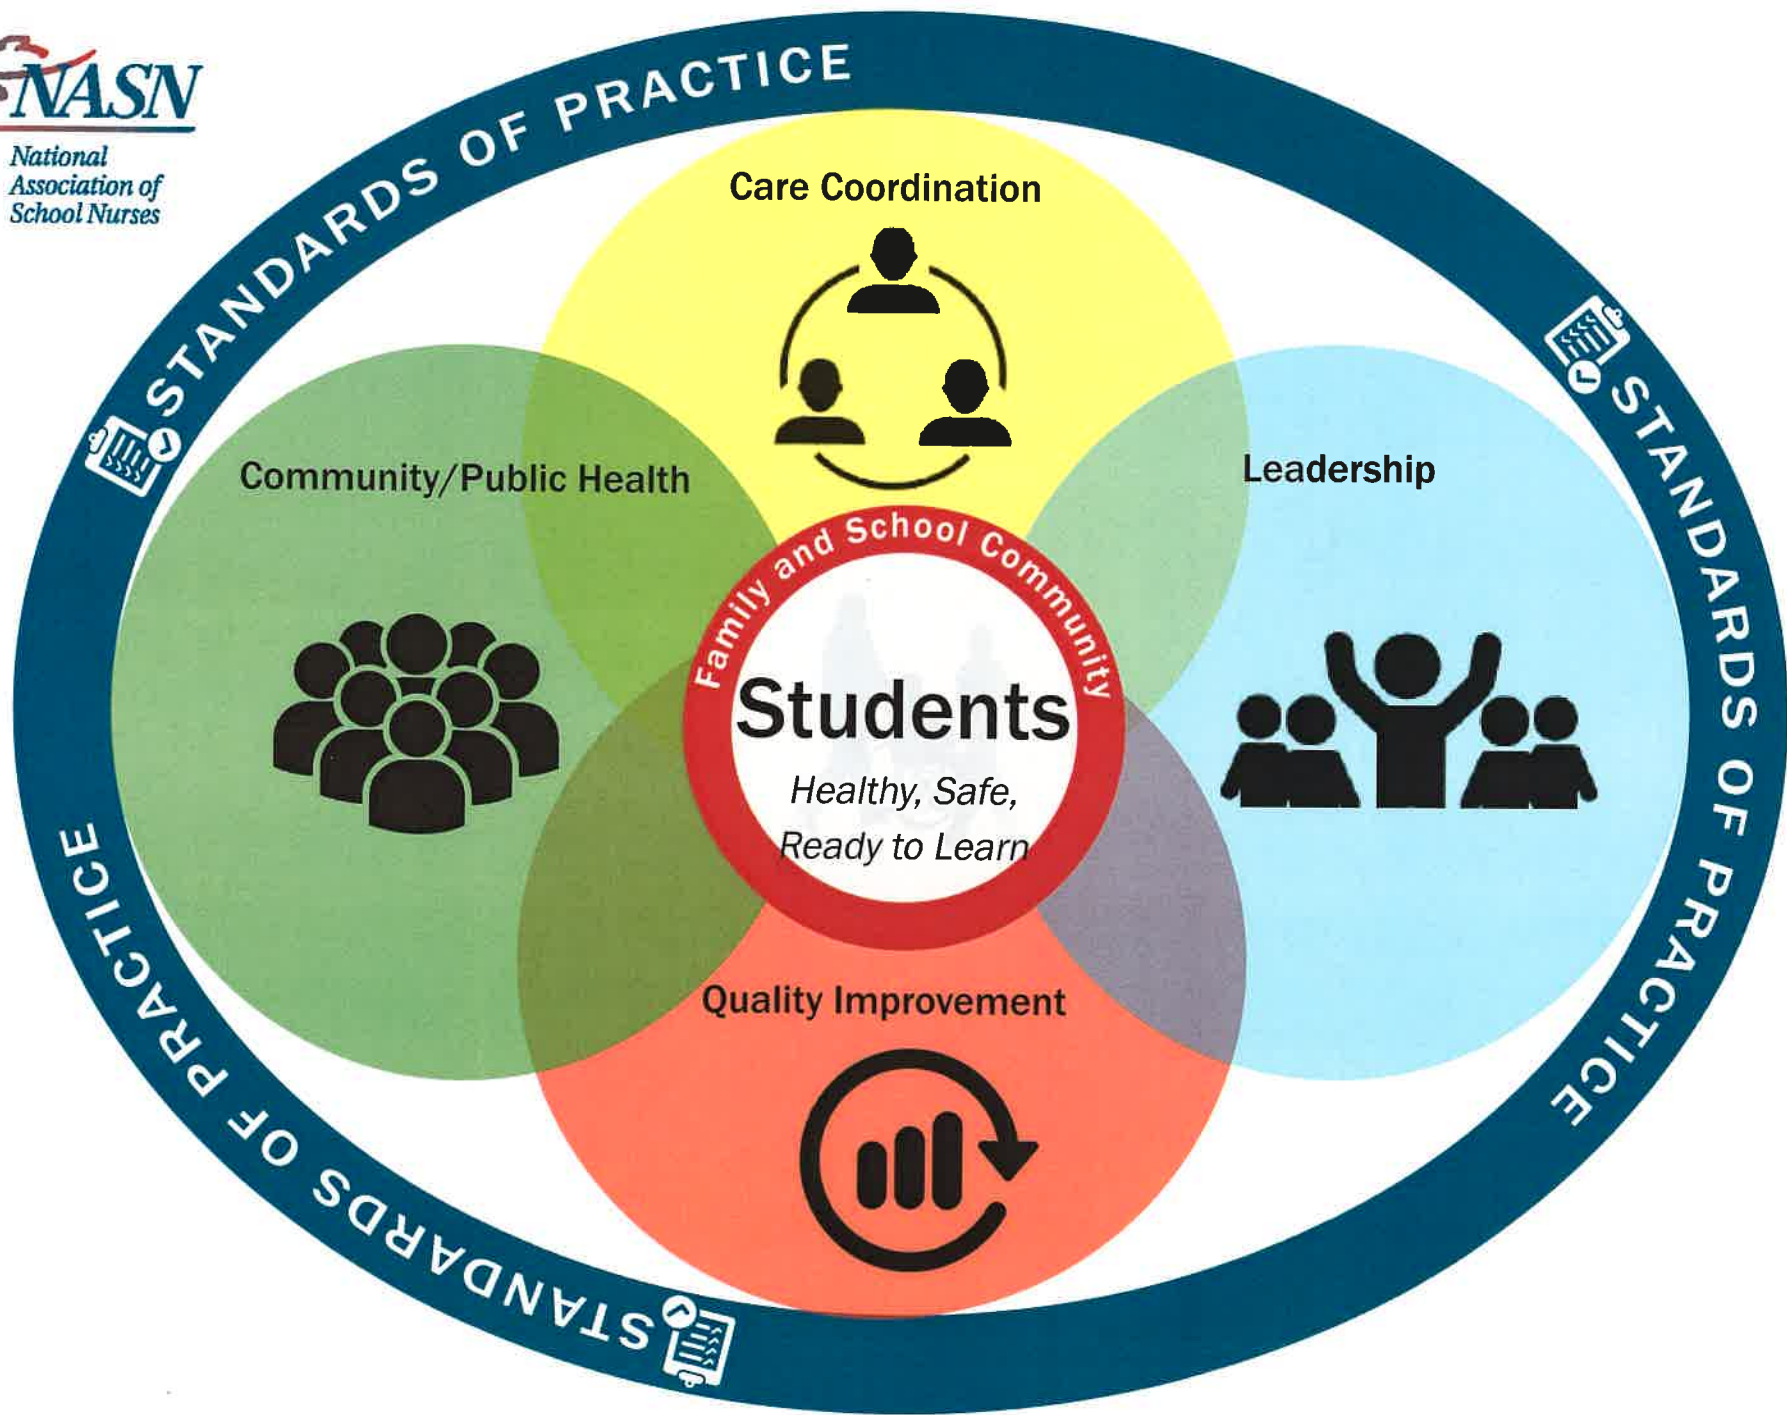 NASN
National
Association of
School Nurses
STANDARDS OF PRACTICE
Care Coordination
STANDARDS OF PRACTICE
Community/Public Health
Leadership
Family and School Community
Students
Healthy, Safe,
Ready to Learn
Quality Improvement
STANDARDS OF PRACTICE